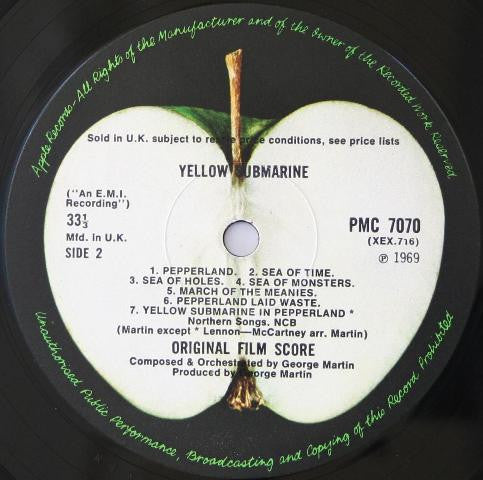 Apple Records-All Rights of the Manufacturer and of the Owner of the Recorded Work Reserved
Sold in U.K. subject to resale price conditions, see price lists
YELLOW SUBMARINE
("An E.M.I.
Recording")
33⅓
Mfd. in U.K.
SIDE 2
PMC 7070
(XEX.716)
℗ 1969
1. PEPPERLAND. 2. SEA OF TIME.
3. SEA OF HOLES. 4. SEA OF MONSTERS.
5. MARCH OF THE MEANIES.
6. PEPPERLAND LAID WASTE.
7. YELLOW SUBMARINE IN PEPPERLAND *
Northern Songs. NCB
(Martin except * Lennon—McCartney arr. Martin)
ORIGINAL FILM SCORE
Composed & Orchestrated by George Martin
Produced by George Martin
Unauthorised Public Performance, Broadcasting and Copying of this Record Prohibited